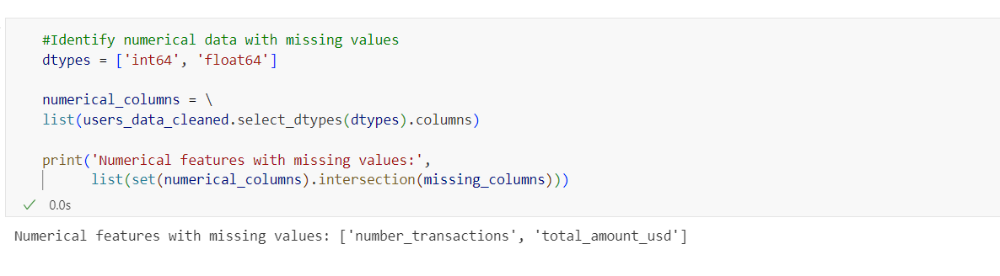 #Identify numerical data with missing values
dtypes = ['int64', 'float64']
numerical_columns = \
list(users_data_cleaned.select_dtypes(dtypes).columns)
print('Numerical features with missing values:',
list(set(numerical_columns).intersection(missing_columns)))
✓ 0.0s
Numerical features with missing values: ['number_transactions', 'total_amount_usd']